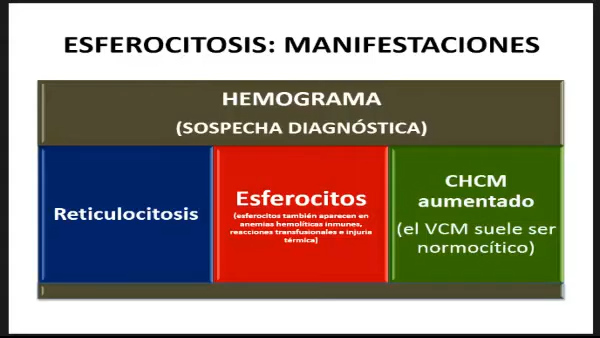 ESFEROCITOSIS: MANIFESTACIONES
HEMOGRAMA
(SOSPECHA DIAGNÓSTICA)
Reticulocitosis
Esferocitos
(esferocitos también aparecen en
anemias hemolíticas inmunes,
reacciones transfusionales e injuria
térmica)
CHCM
aumentado
(el VCM suele ser
normocítico)